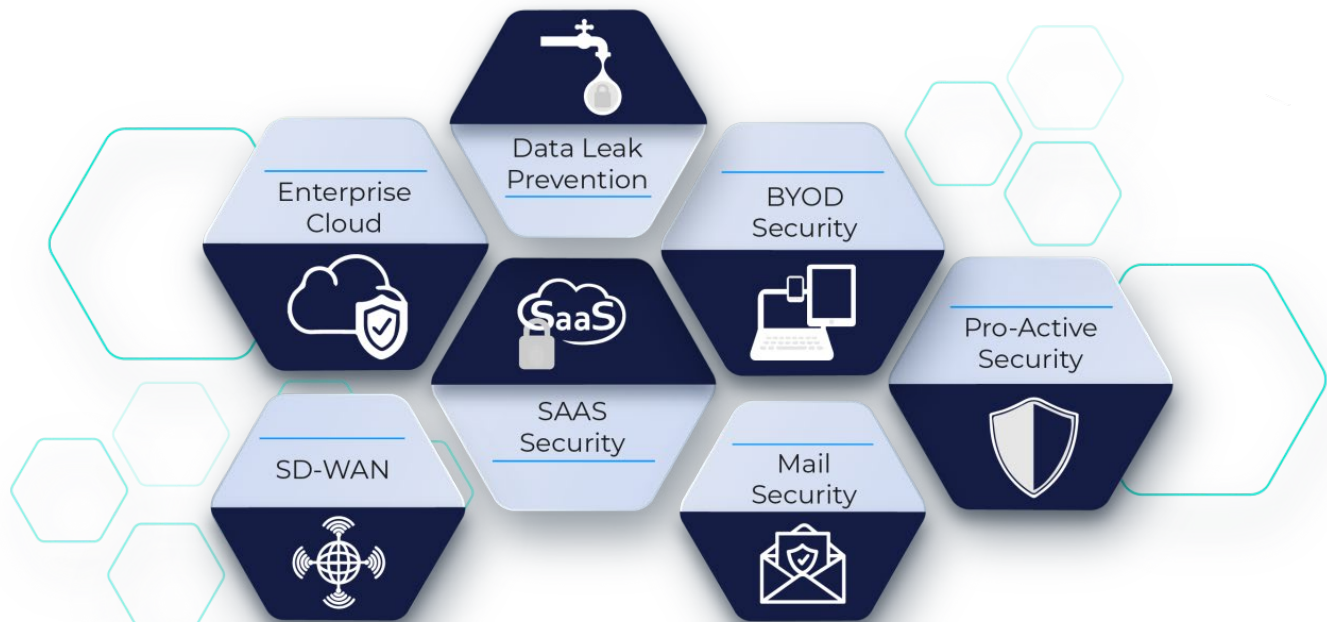 Data Leak
Prevention
Enterprise
Cloud
BYOD
Security
SaaS
SAAS
Security
Pro-Active
Security
SD-WAN
Mail
Security